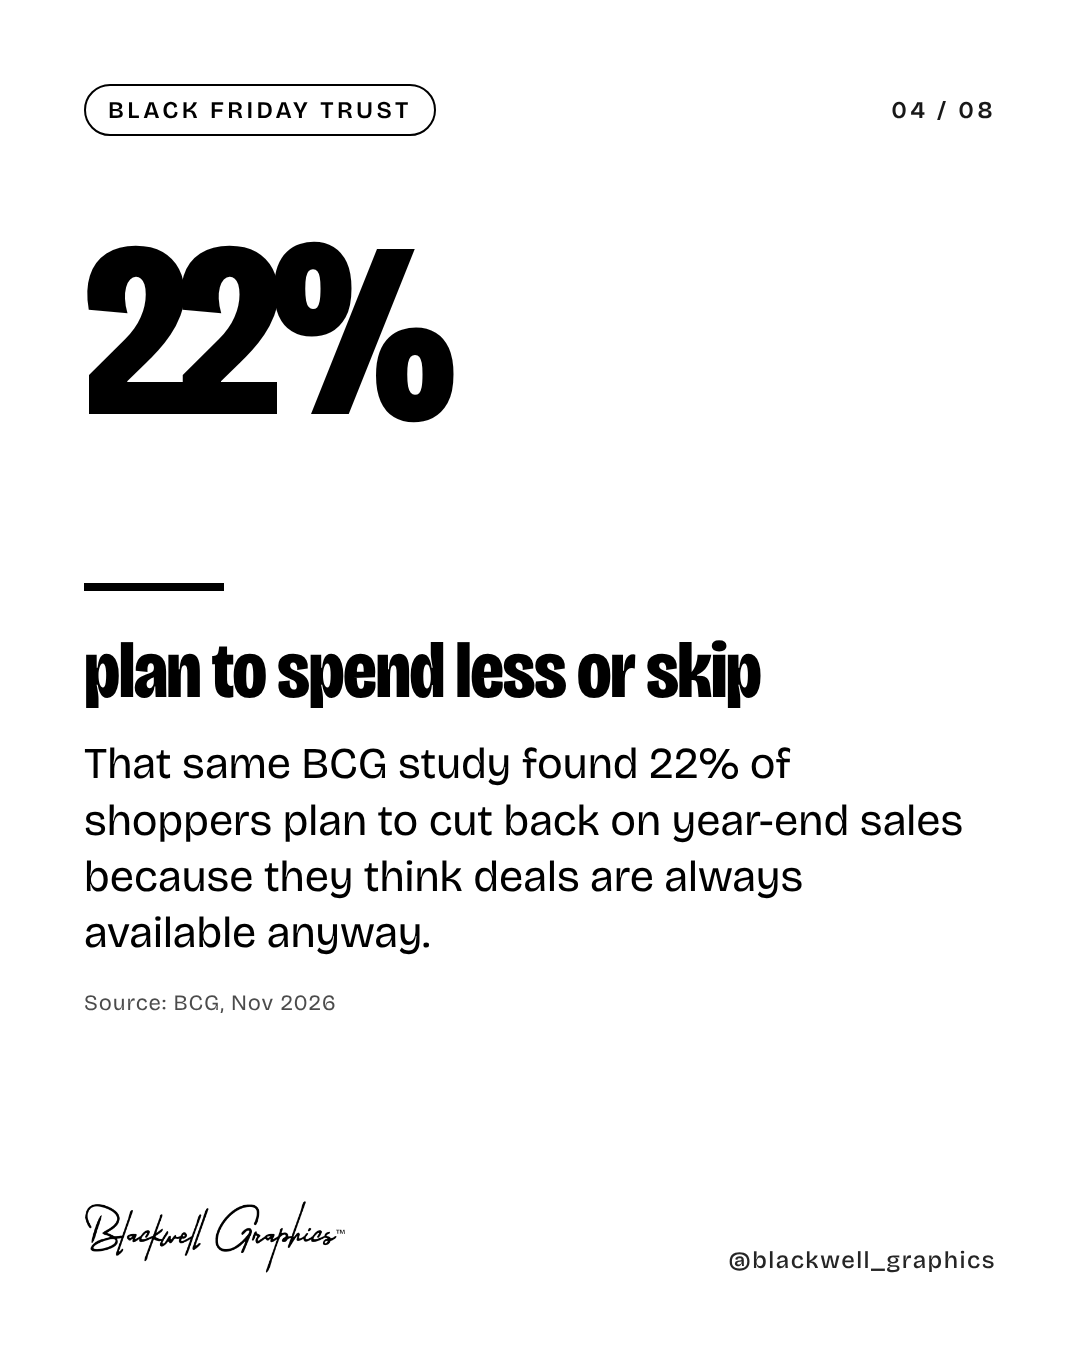 BLACK FRIDAY TRUST
04 / 08
22%
plan to spend less or skip
That same BCG study found 22% of
shoppers plan to cut back on year-end sales
because they think deals are always
available anyway.
Source: BCG, Nov 2026
Blackwell Graphics™
@blackwell_graphics